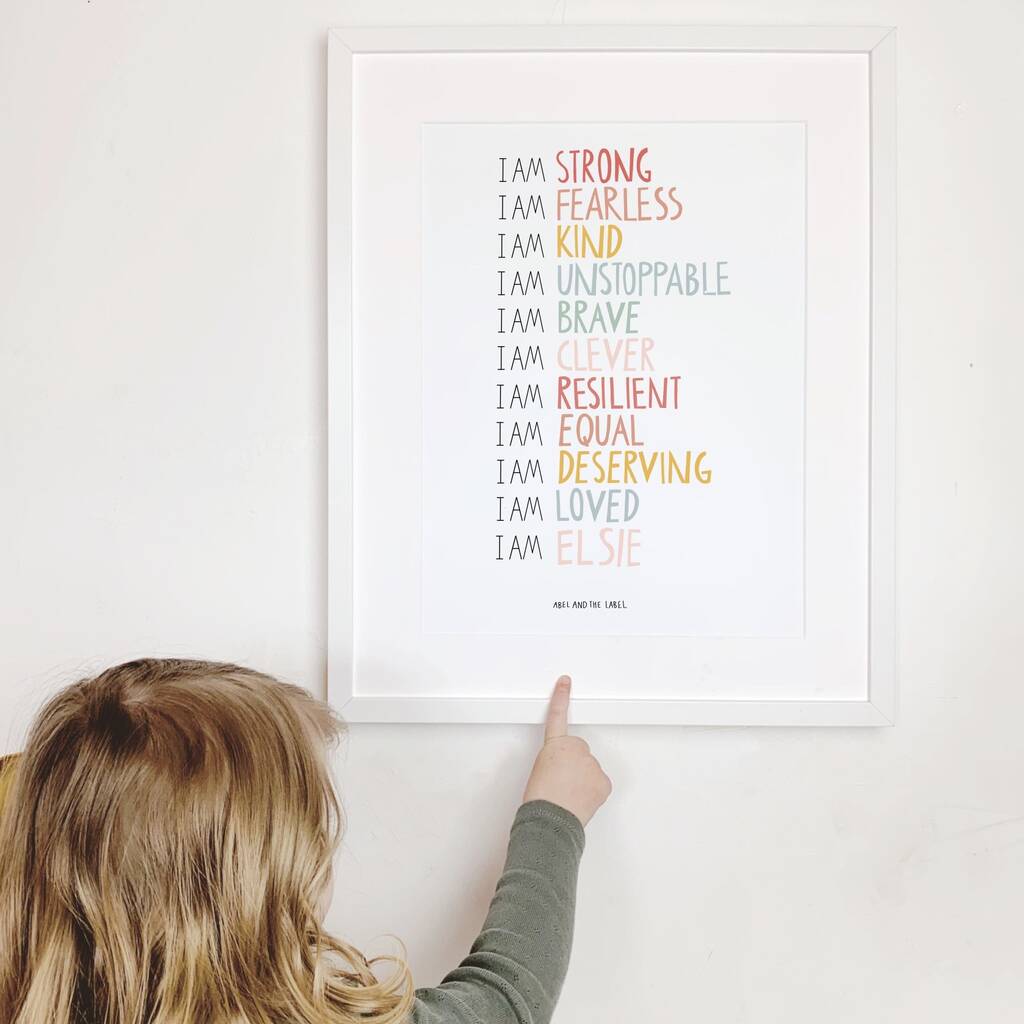 I AM STRONG
I AM FEARLESS
I AM KIND
I AM UNSTOPPABLE
I AM BRAVE
I AM CLEVER
I AM RESILIENT
I AM EQUAL
I AM DESERVING
I AM LOVED
I AM ELSIE
ABEL AND THE LABEL